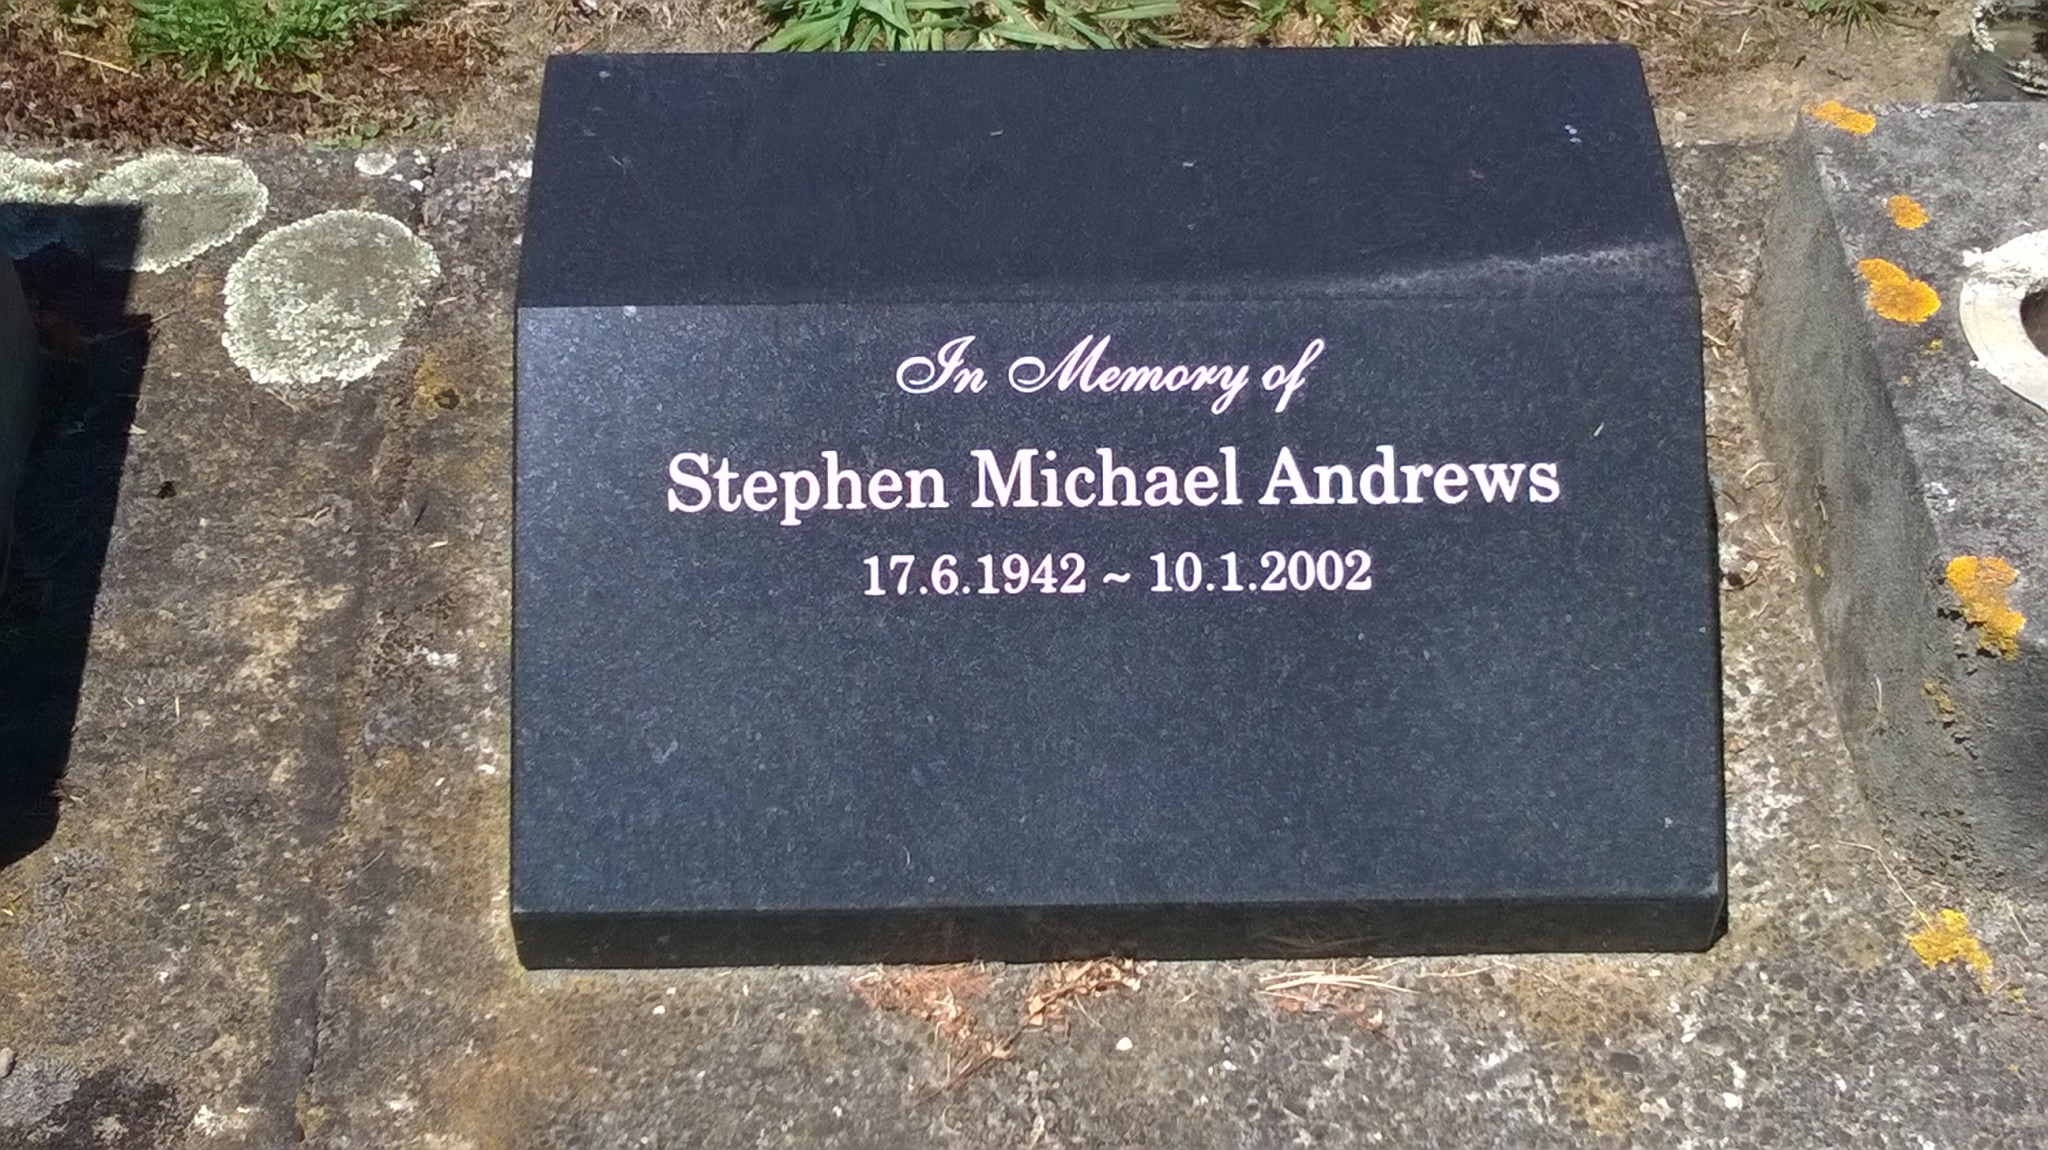 In Memory of
Stephen Michael Andrews
17.6.1942 ~ 10.1.2002